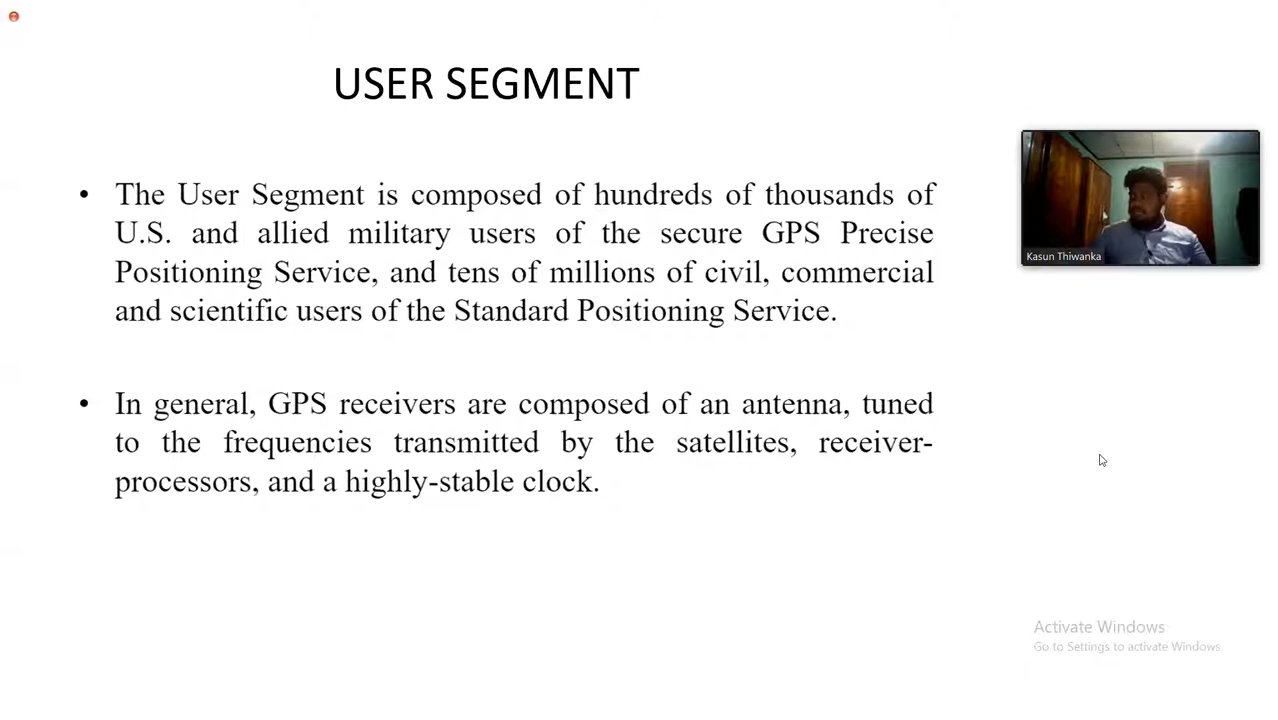 USER SEGMENT
• The User Segment is composed of hundreds of thousands of
U.S. and allied military users of the secure GPS Precise
Positioning Service, and tens of millions of civil, commercial
and scientific users of the Standard Positioning Service.
• In general, GPS receivers are composed of an antenna, tuned
to the frequencies transmitted by the satellites, receiver-
processors, and a highly-stable clock.
Kasun Thiwanka
Activate Windows
Go to Settings to activate Windows.